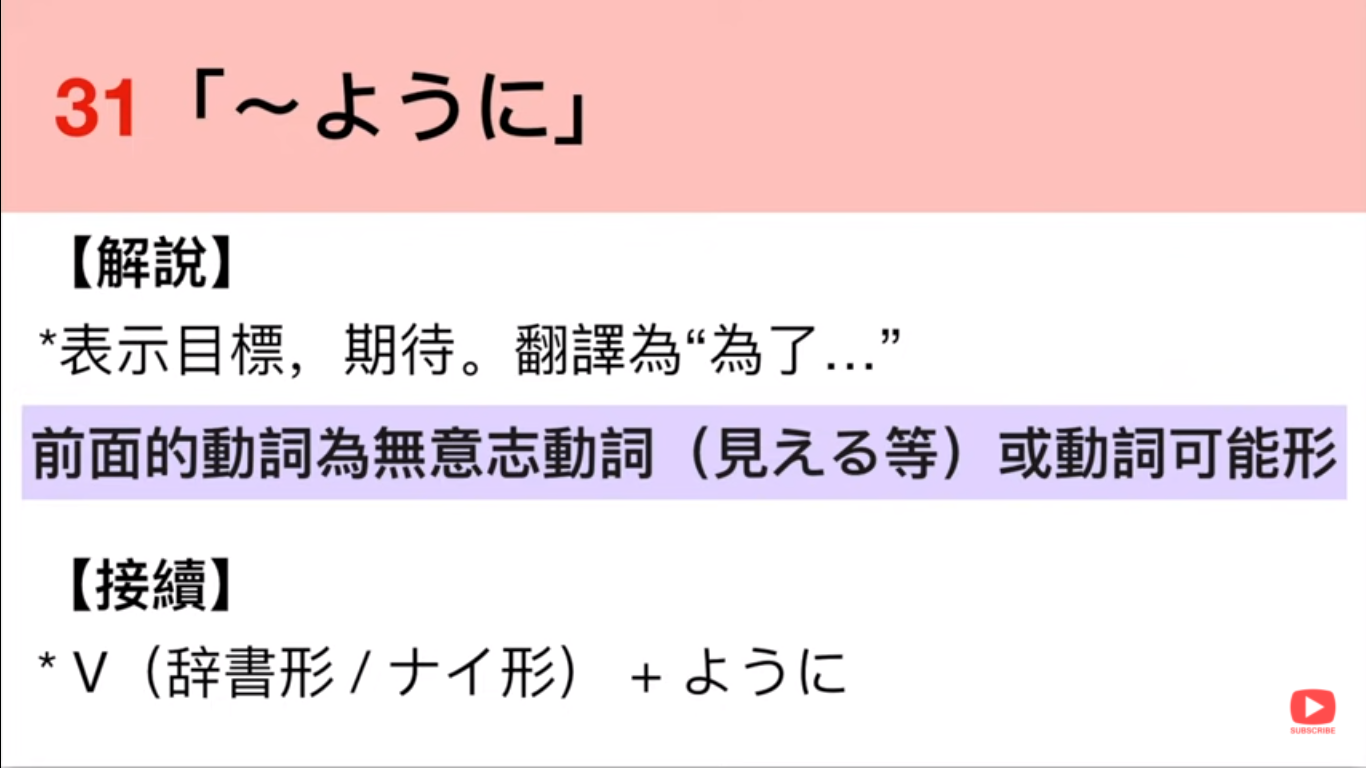 31「～ように」
【解說】
*表示目標，期待。翻譯為“為了…”
前面的動詞為無意志動詞（見える等）或動詞可能形
【接續】
* V（辞書形 / ナイ形） + ように
SUBSCRIBE